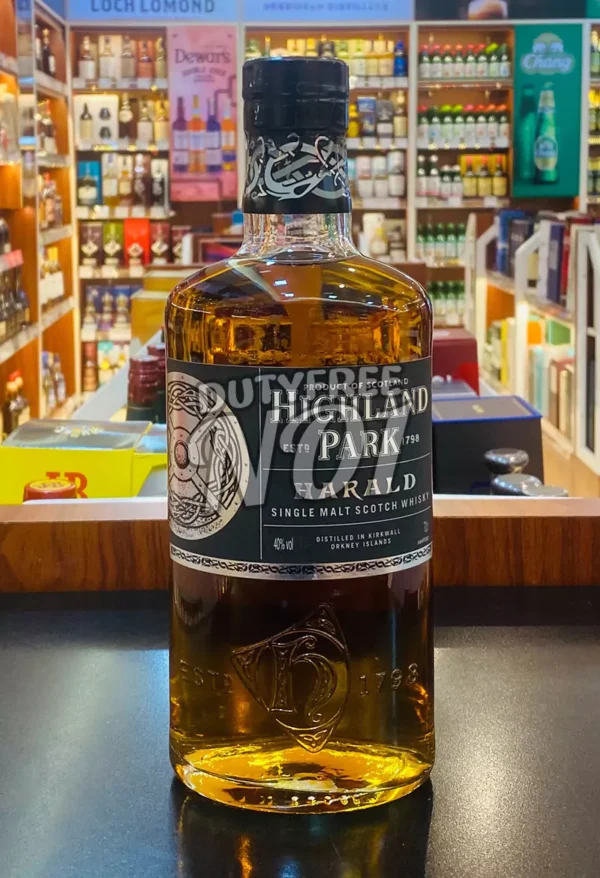 LOCH LOMOND
Dewar's
Chang
DUTYFREE
NOT
PRODUCT OF SCOTLAND
HIGHLAND
ESTD PARK 1798
HARALD
SINGLE MALT SCOTCH WHISKY
40% vol
DISTILLED IN KIRKWALL
ORKNEY ISLANDS
ESTD H 1798